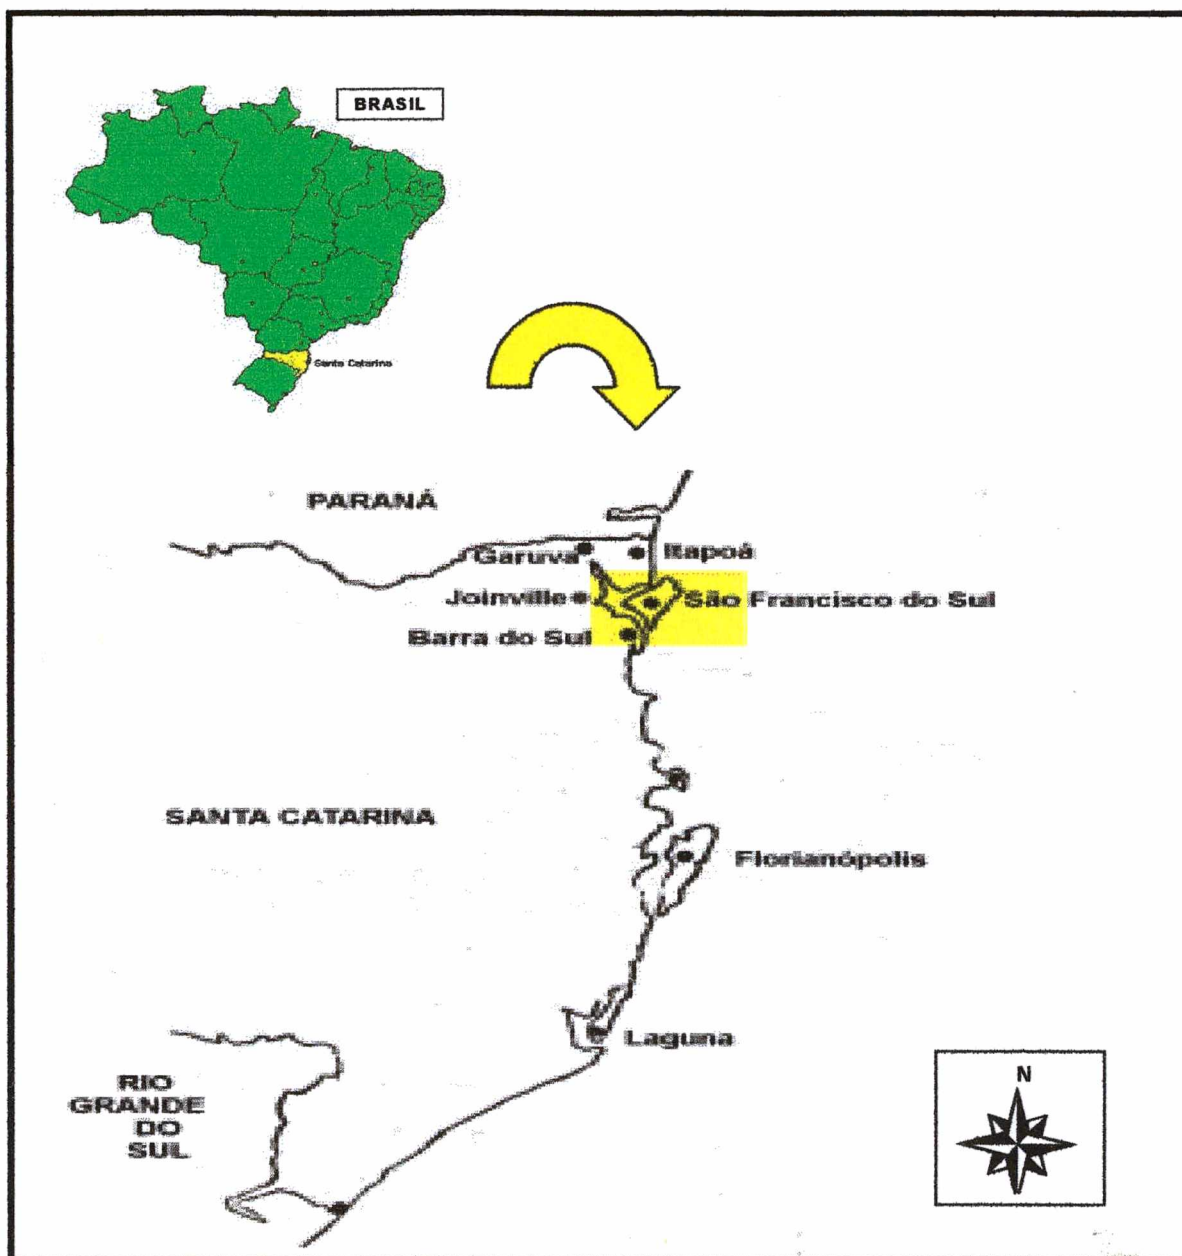 BRASIL
Santa Catarina
PARANÁ
Garuva
Itapoá
Joinville
São Francisco do Sul
Barra do Sul
SANTA CATARINA
Florianópolis
Laguna
RIO
GRANDE
DO
SUL
N